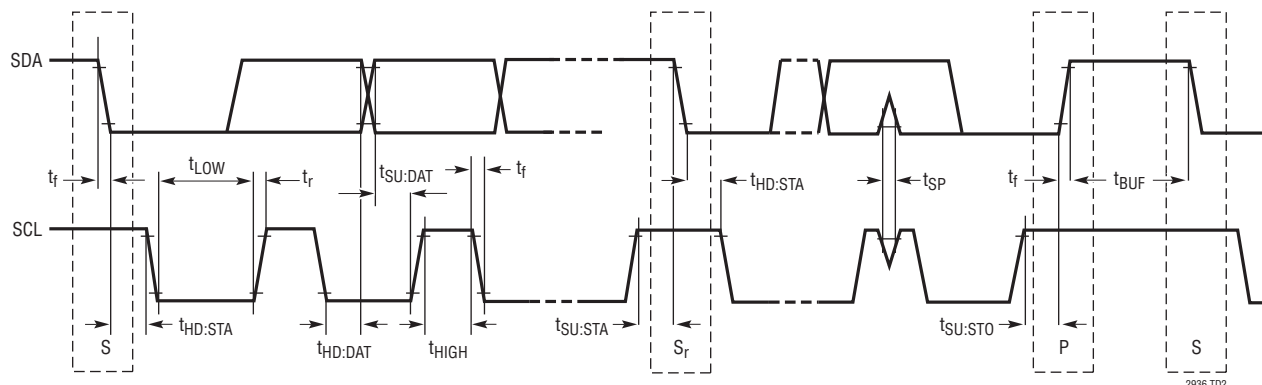 SDA
t_f
t_LOW
t_r
t_SU:DAT
t_f
t_HD:STA
t_SP
t_f
t_BUF
SCL
t_HD:STA
t_HD:DAT
t_HIGH
t_SU:STA
t_SU:STO
S
S_r
P
S
2936 TD2